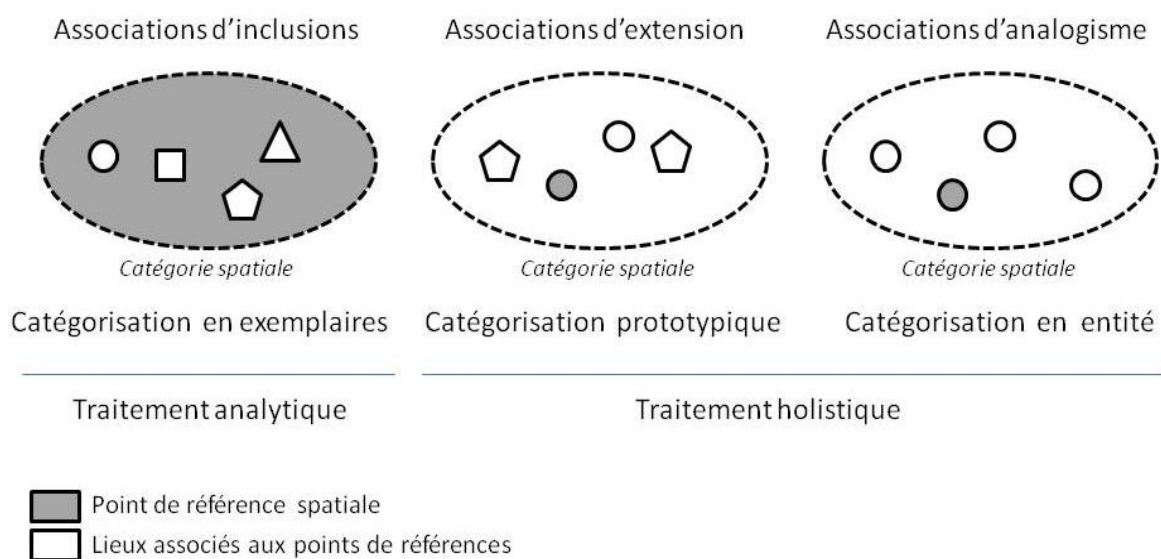 Associations d'inclusions
Associations d'extension
Associations d'analogisme
Catégorie spatiale
Catégorie spatiale
Catégorie spatiale
Catégorisation en exemplaires
Catégorisation prototypique
Catégorisation en entité
Traitement analytique
Traitement holistique
Point de référence spatiale
Lieux associés aux points de références